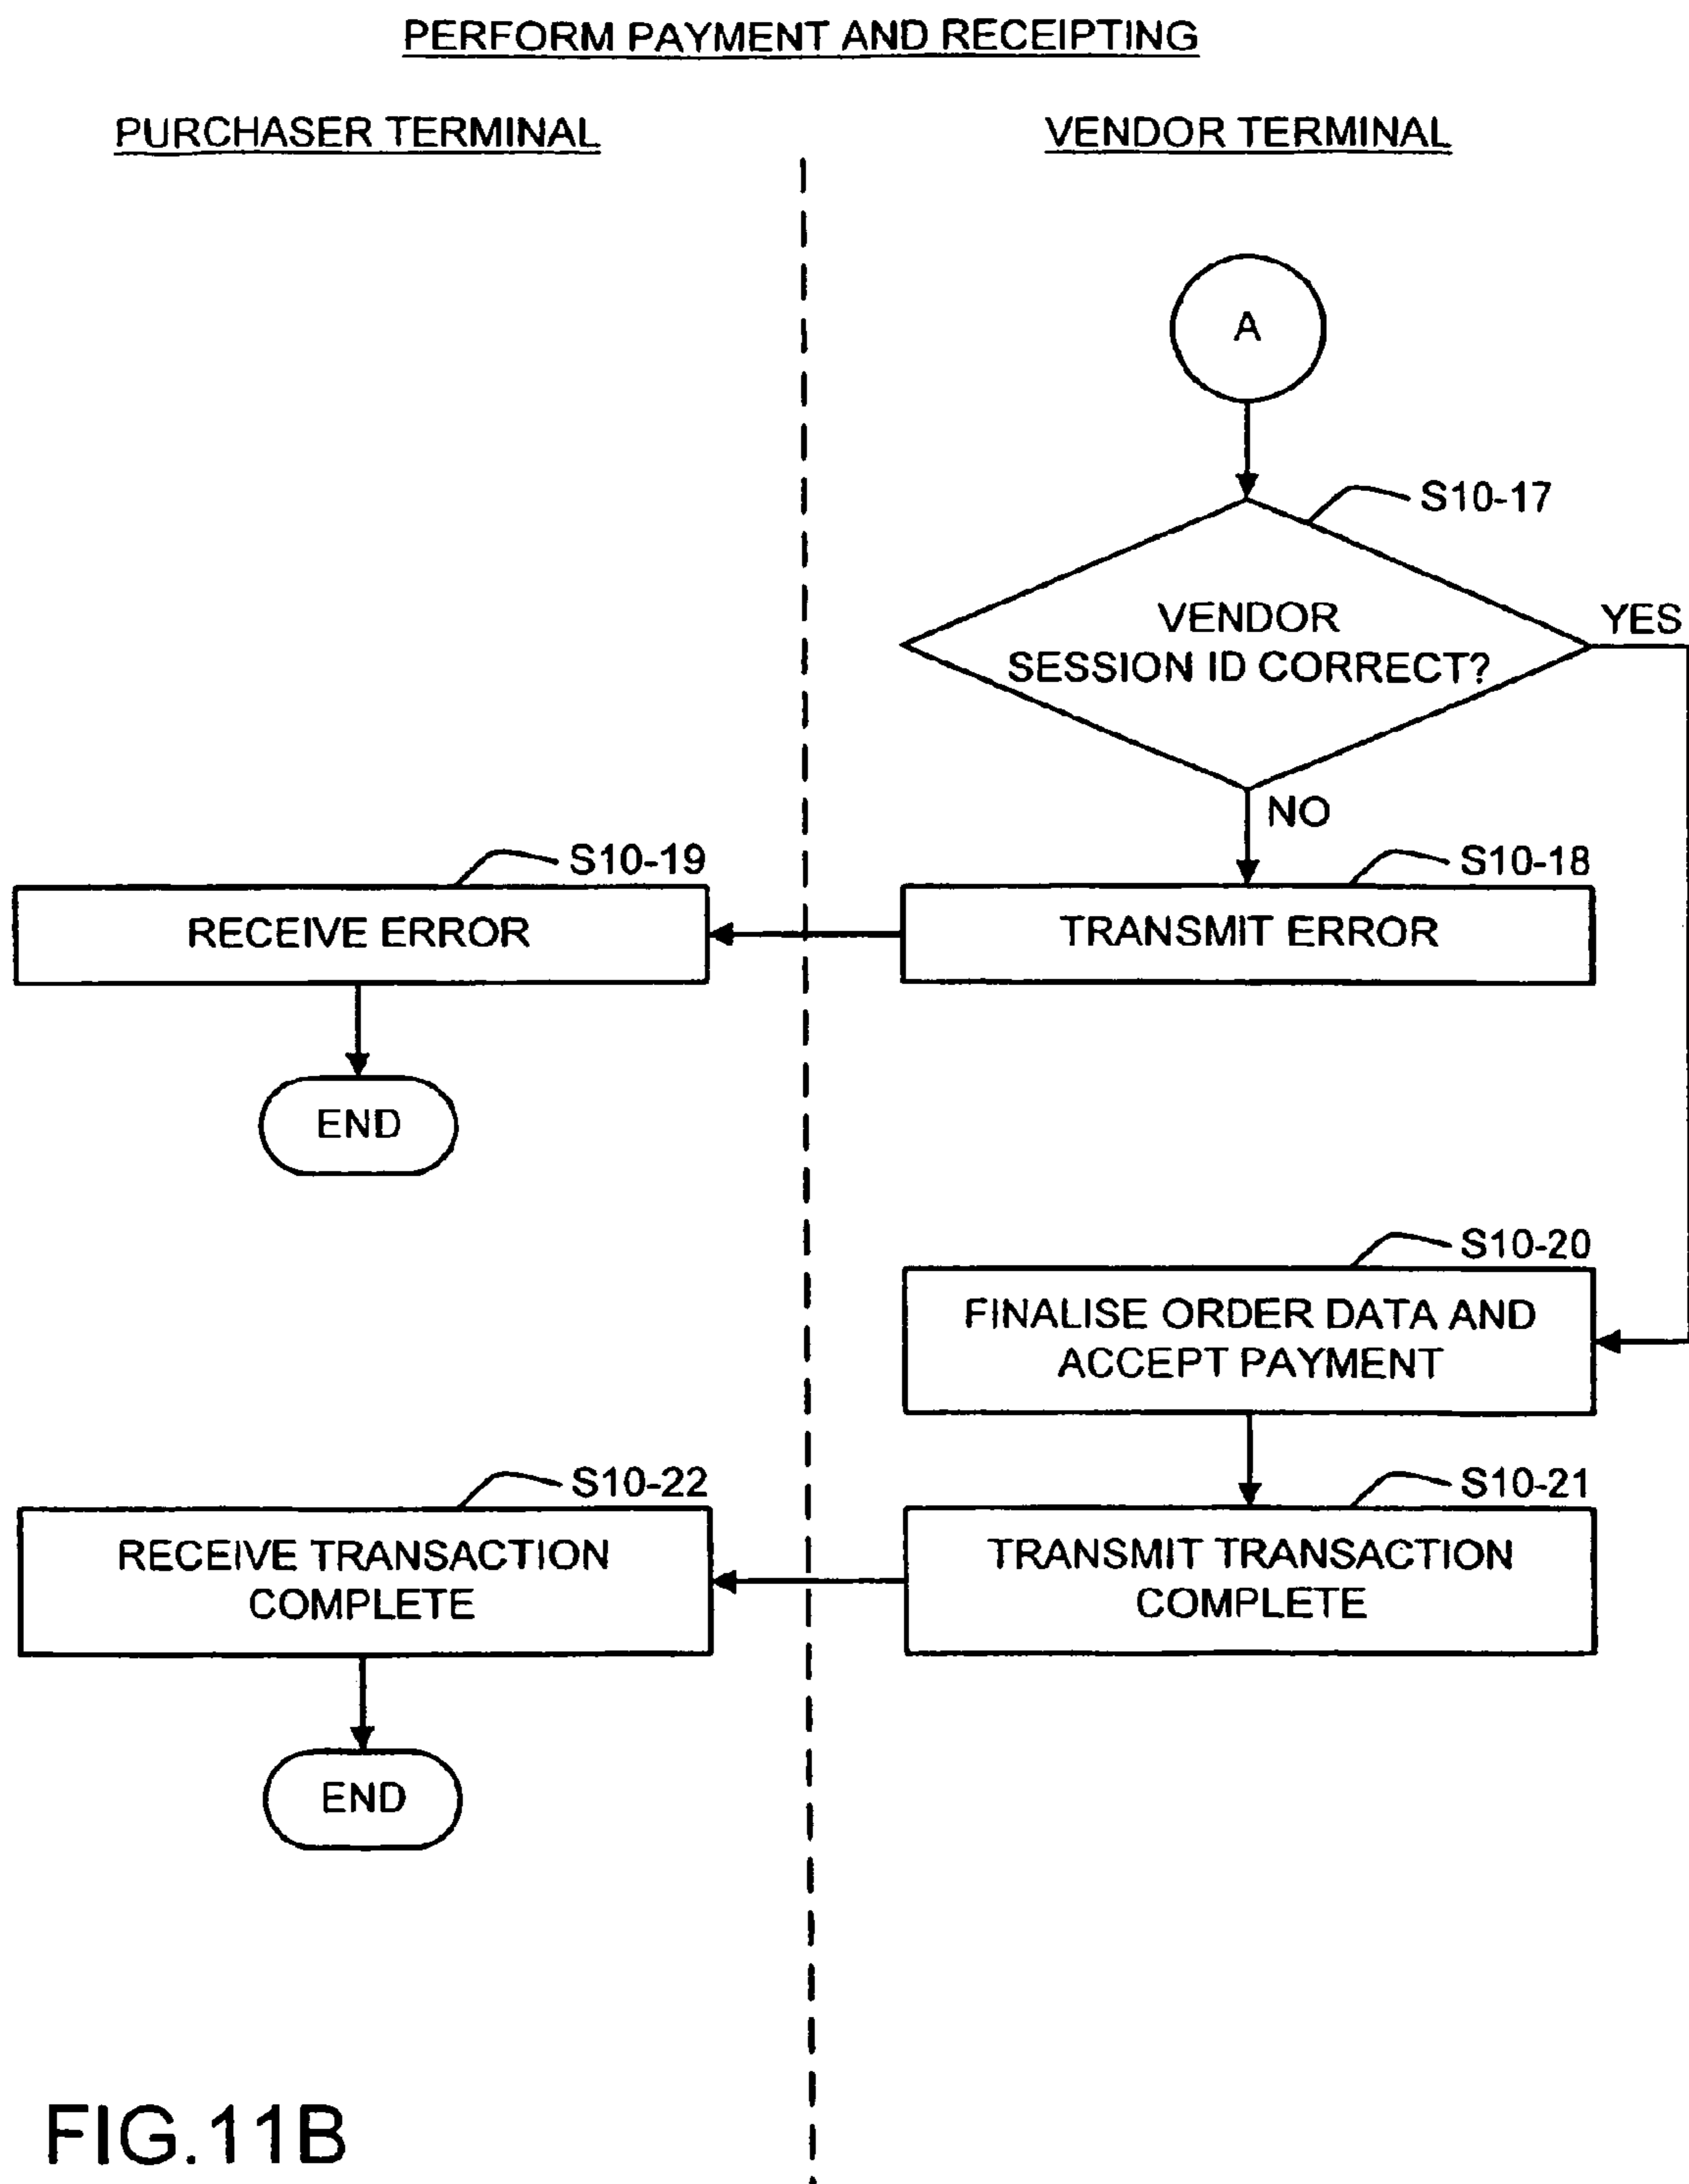 PERFORM PAYMENT AND RECEIPTING
PURCHASER TERMINAL
VENDOR TERMINAL
A
S10-17
VENDOR
SESSION ID CORRECT?
YES
NO
S10-19
RECEIVE ERROR
S10-18
TRANSMIT ERROR
END
S10-20
FINALISE ORDER DATA AND
ACCEPT PAYMENT
S10-22
RECEIVE TRANSACTION
COMPLETE
S10-21
TRANSMIT TRANSACTION
COMPLETE
END
FIG.11B